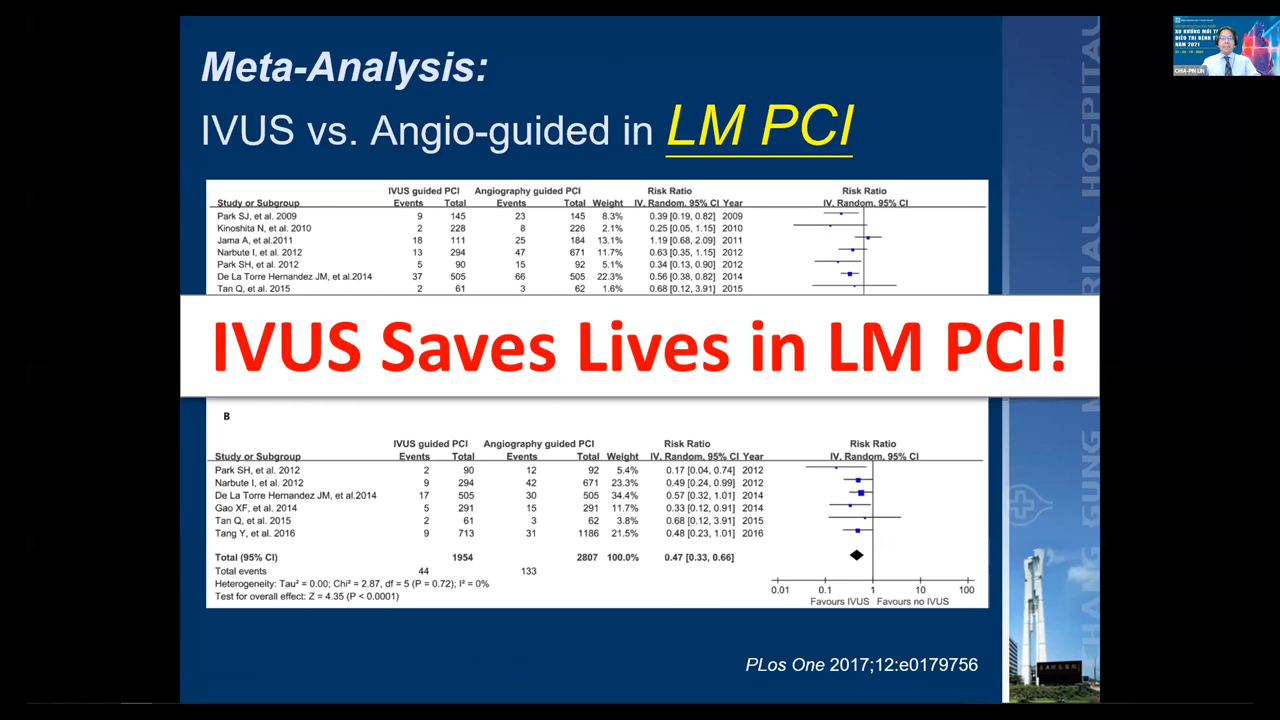 Meta-Analysis:
IVUS vs. Angio-guided in LM PCI
IVUS guided PCI Angiography guided PCI Risk Ratio Risk Ratio
Study or Subgroup Events Total Events Total Weight IV, Random, 95% CI Year IV, Random, 95% CI
Park SJ, et al. 2009 9 145 23 145 8.3% 0.39 [0.19, 0.82] 2009
Kinoshita N, et al. 2010 2 228 8 226 2.1% 0.25 [0.05, 1.15] 2010
Jama A, et al.2011 18 111 25 184 13.1% 1.19 [0.68, 2.09] 2011
Narbute I, et al. 2012 13 294 47 671 11.7% 0.63 [0.35, 1.15] 2012
Park SH, et al. 2012 5 90 15 92 5.1% 0.34 [0.13, 0.90] 2012
De La Torre Hernandez JM, et al.2014 37 505 66 505 22.3% 0.56 [0.38, 0.82] 2014
Tan Q, et al. 2015 2 61 3 62 1.6% 0.68 [0.12, 3.91] 2015
IVUS Saves Lives in LM PCI!
B
IVUS guided PCI Angiography guided PCI Risk Ratio Risk Ratio
Study or Subgroup Events Total Events Total Weight IV, Random, 95% CI Year IV, Random, 95% CI
Park SH, et al. 2012 2 90 12 92 5.4% 0.17 [0.04, 0.74] 2012
Narbute I, et al. 2012 9 294 42 671 23.3% 0.49 [0.24, 0.99] 2012
De La Torre Hernandez JM, et al.2014 17 505 30 505 34.4% 0.57 [0.32, 1.01] 2014
Gao XF, et al. 2014 5 291 15 291 11.7% 0.33 [0.12, 0.91] 2014
Tan Q, et al. 2015 2 61 3 62 3.8% 0.68 [0.12, 3.91] 2015
Tang Y, et al. 2016 9 713 31 1186 21.5% 0.48 [0.23, 1.01] 2016
Total (95% CI) 1954 2807 100.0% 0.47 [0.33, 0.66]
Total events 44 133
Heterogeneity: Tau² = 0.00; Chi² = 2.87, df = 5 (P = 0.72); I² = 0%
Test for overall effect: Z = 4.35 (P < 0.0001)
0.01 0.1 1 10 100
Favours IVUS Favours no IVUS
PLos One 2017;12:e0179756
XU HƯỚNG MỚI
ĐIỀU TRỊ BỆNH
NĂM 2021
CHIA-PIN LIN